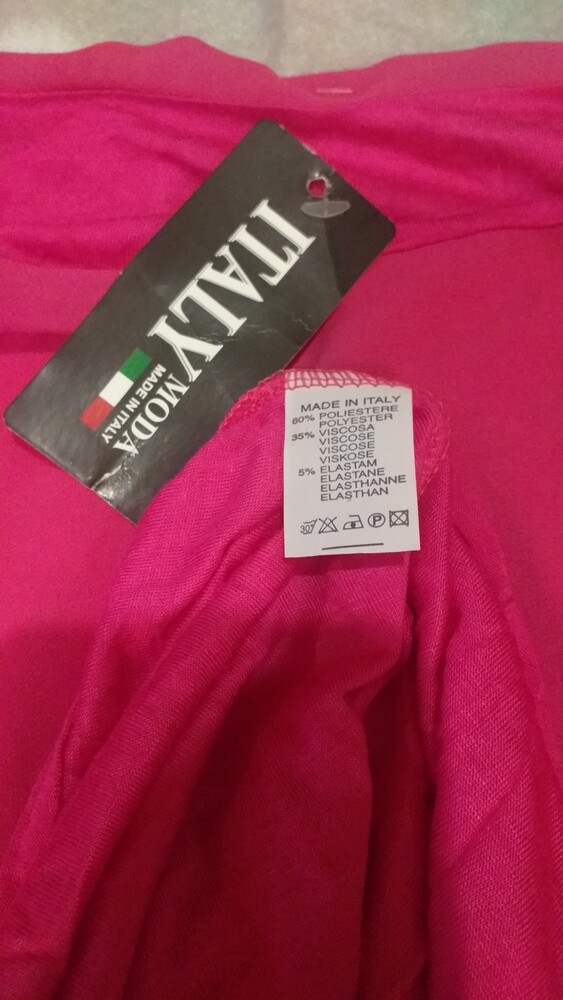 ITALY
MODA
MADE IN ITALY
MADE IN ITALY
60% POLIESTERE
POLYESTER
35% VISCOSA
VISCOSE
VISCOSE
VISKOSE
5% ELASTAM
ELASTANE
ELASTHANNE
ELASTHAN
30° P